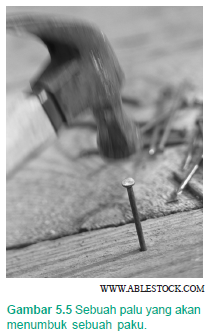 WWW.ABLESTOCK.COM
Gambar 5.5 Sebuah palu yang akan
menumbuk sebuah paku.